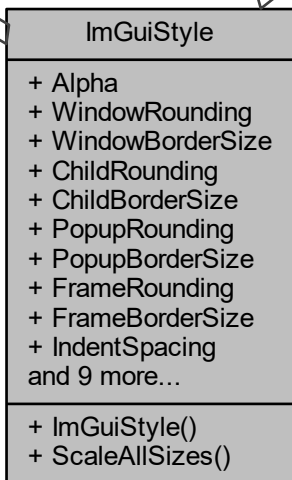 ImGuiStyle
+ Alpha
+ WindowRounding
+ WindowBorderSize
+ ChildRounding
+ ChildBorderSize
+ PopupRounding
+ PopupBorderSize
+ FrameRounding
+ FrameBorderSize
+ IndentSpacing
and 9 more...
+ ImGuiStyle()
+ ScaleAllSizes()